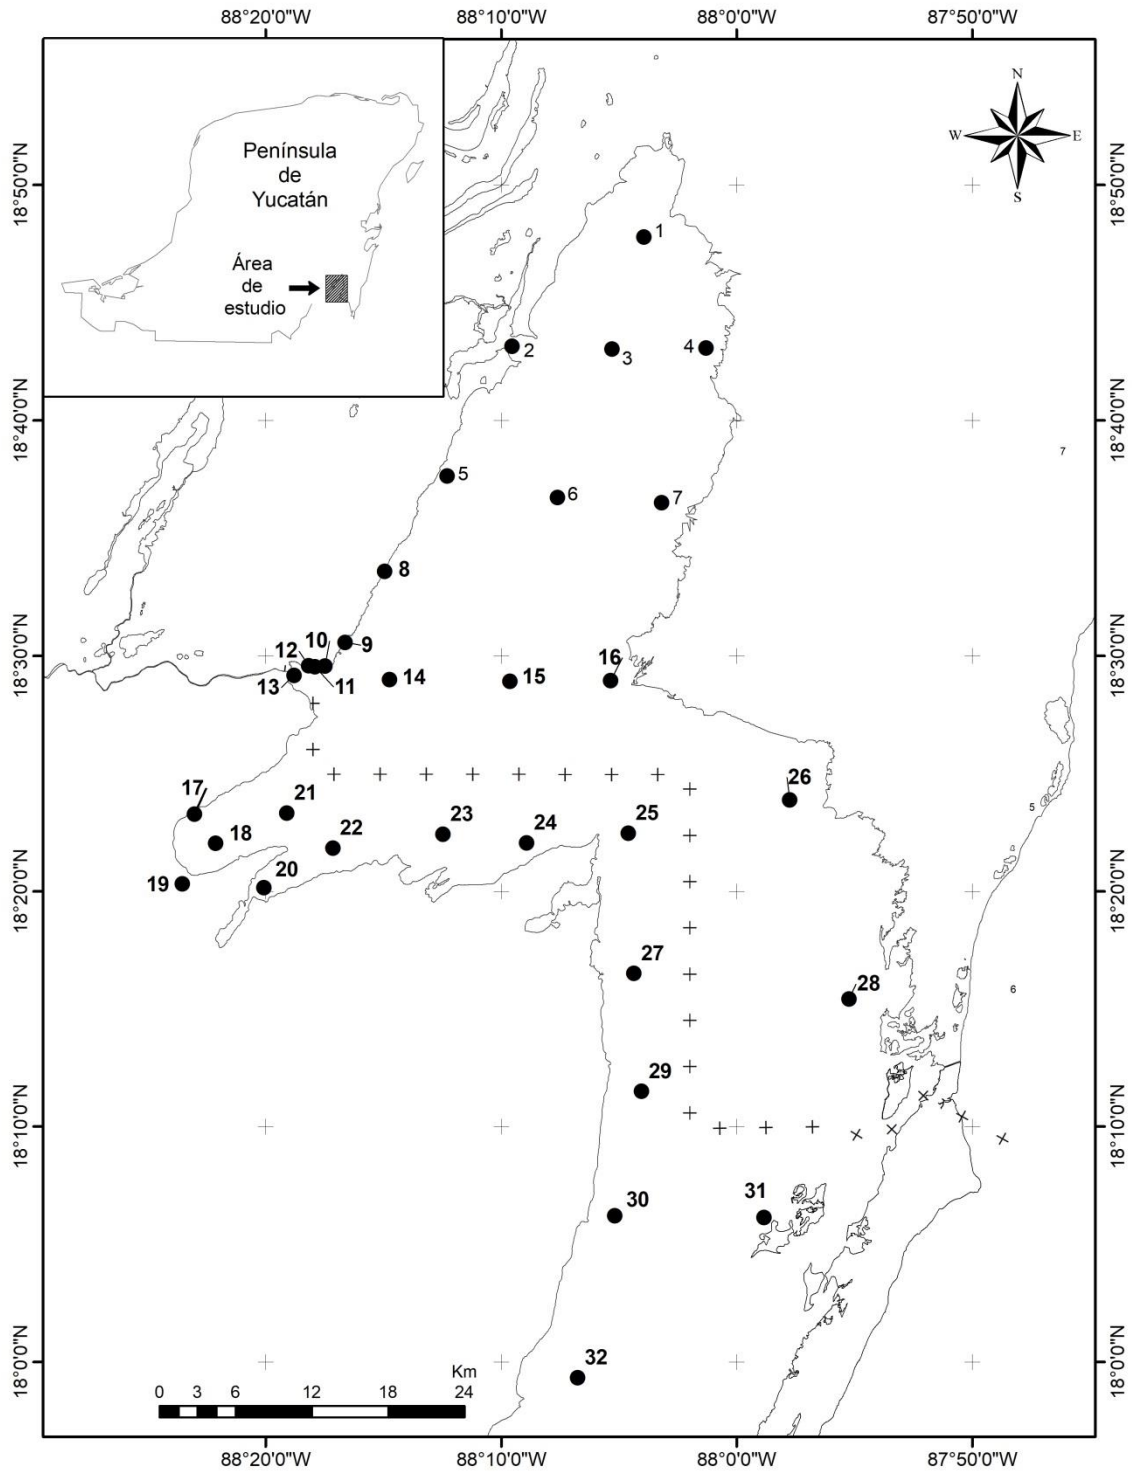 88°20'0"W 88°10'0"W 88°0'0"W 87°50'0"W
Península
de
Yucatán
Área
de
estudio
N
W E
S
18°50'0"N 18°50'0"N
1
2 3 4
18°40'0"N 18°40'0"N
7
5 6 7
8
9
10
12
18°30'0"N 18°30'0"N
13 11 14 15 16
17 21 26
5
18 22 23 24 25
19 20
18°20'0"N 18°20'0"N
27 28
6
29
18°10'0"N 18°10'0"N
30 31
32
18°0'0"N 18°0'0"N
Km
0 3 6 12 18 24
88°20'0"W 88°10'0"W 88°0'0"W 87°50'0"W